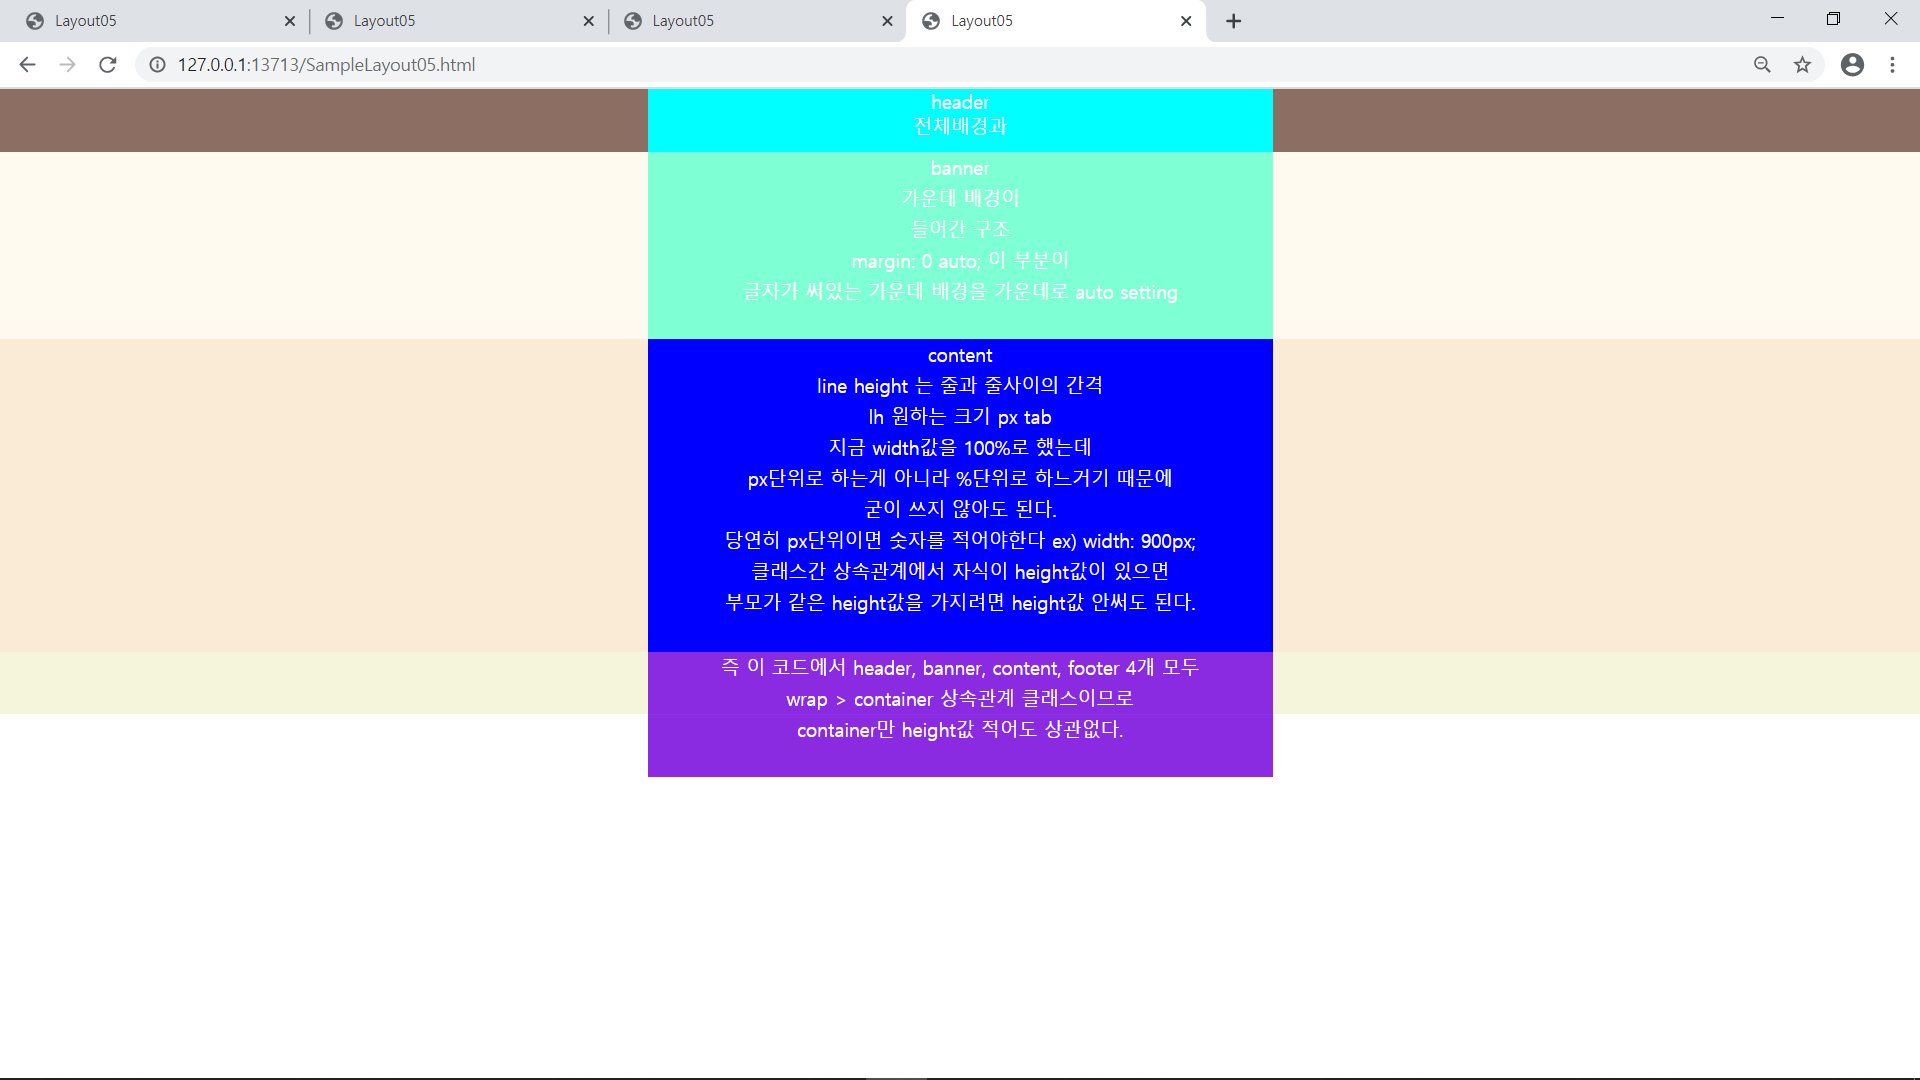 Layout05
Layout05
Layout05
Layout05
127.0.0.1:13713/SampleLayout05.html
header
전체배경과
banner
가운데 배경이
들어간 구조
margin: 0 auto; 이 부분이
글자가 써있는 가운데 배경을 가운데로 auto setting
content
line height 는 줄과 줄사이의 간격
lh 원하는 크기 px tab
지금 width값을 100%로 했는데
px단위로 하는게 아니라 %단위로 하느거기 때문에
굳이 쓰지 않아도 된다.
당연히 px단위이면 숫자를 적어야한다 ex) width: 900px;
클래스간 상속관계에서 자식이 height값이 있으면
부모가 같은 height값을 가지려면 height값 안써도 된다.
즉 이 코드에서 header, banner, content, footer 4개 모두
wrap > container 상속관계 클래스이므로
container만 height값 적어도 상관없다.